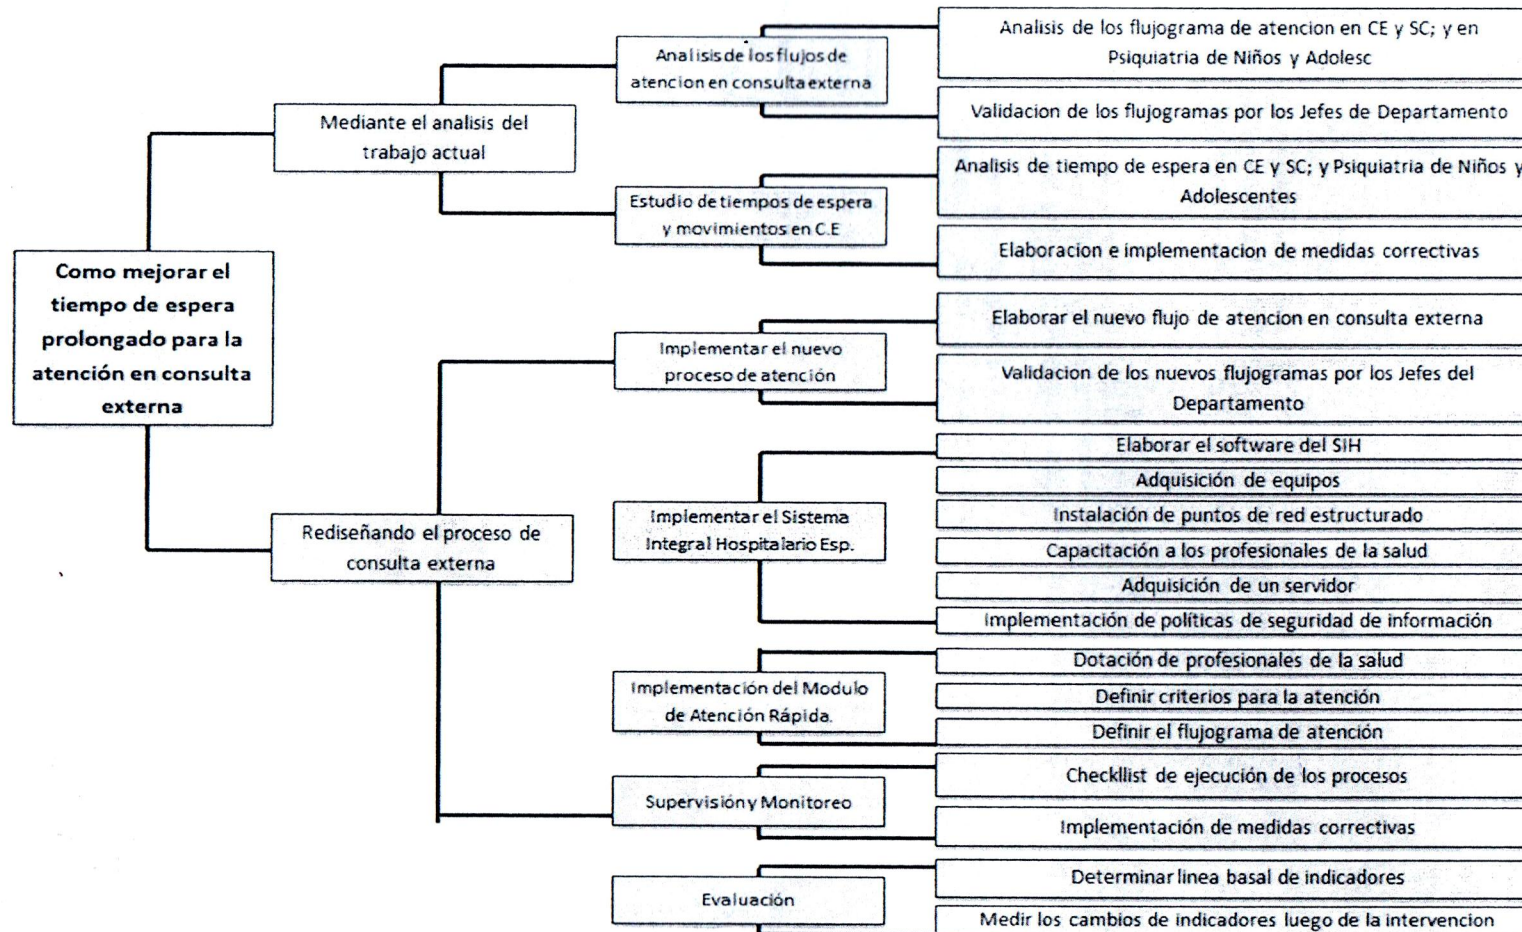 Como mejorar el
tiempo de espera
prolongado para la
atención en consulta
externa
Mediante el analisis del
trabajo actual
Analisis de los flujos de
atencion en consulta externa
Analisis de los flujograma de atencion en CE y SC; y en
Psiquiatria de Niños y Adolesc
Validacion de los flujogramas por los Jefes de Departamento
Estudio de tiempos de espera
y movimientos en C.E
Analisis de tiempo de espera en CE y SC; y Psiquiatria de Niños y
Adolescentes
Elaboracion e implementacion de medidas correctivas
Rediseñando el proceso de
consulta externa
Implementar el nuevo
proceso de atención
Elaborar el nuevo flujo de atencion en consulta externa
Validacion de los nuevos flujogramas por los Jefes del
Departamento
Implementar el Sistema
Integral Hospitalario Esp.
Elaborar el software del SIH
Adquisición de equipos
Instalación de puntos de red estructurado
Capacitación a los profesionales de la salud
Adquisición de un servidor
Implementación de políticas de seguridad de información
Implementación del Modulo
de Atención Rápida.
Dotación de profesionales de la salud
Definir criterios para la atención
Definir el flujograma de atención
Supervisión y Monitoreo
Checkllist de ejecución de los procesos
Implementación de medidas correctivas
Evaluación
Determinar linea basal de indicadores
Medir los cambios de indicadores luego de la intervencion